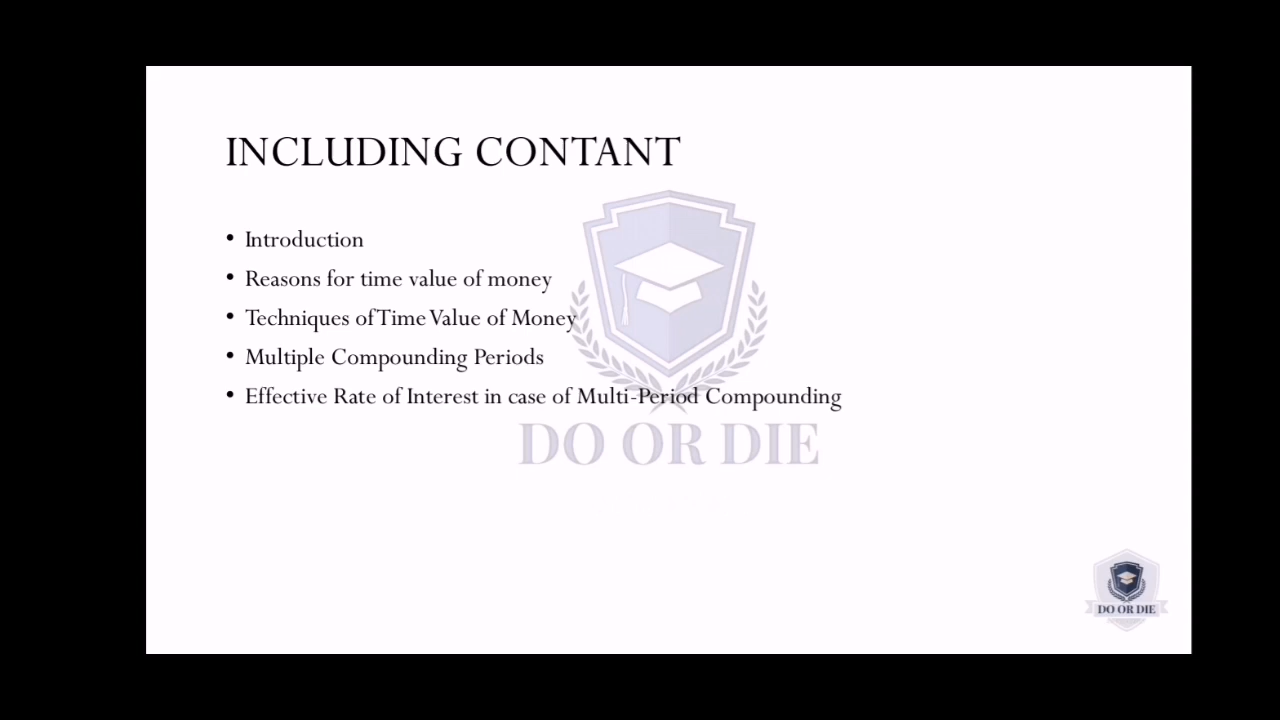 INCLUDING CONTANT
• Introduction
• Reasons for time value of money
• Techniques of Time Value of Money
• Multiple Compounding Periods
• Effective Rate of Interest in case of Multi-Period Compounding
DO OR DIE
DO OR DIE